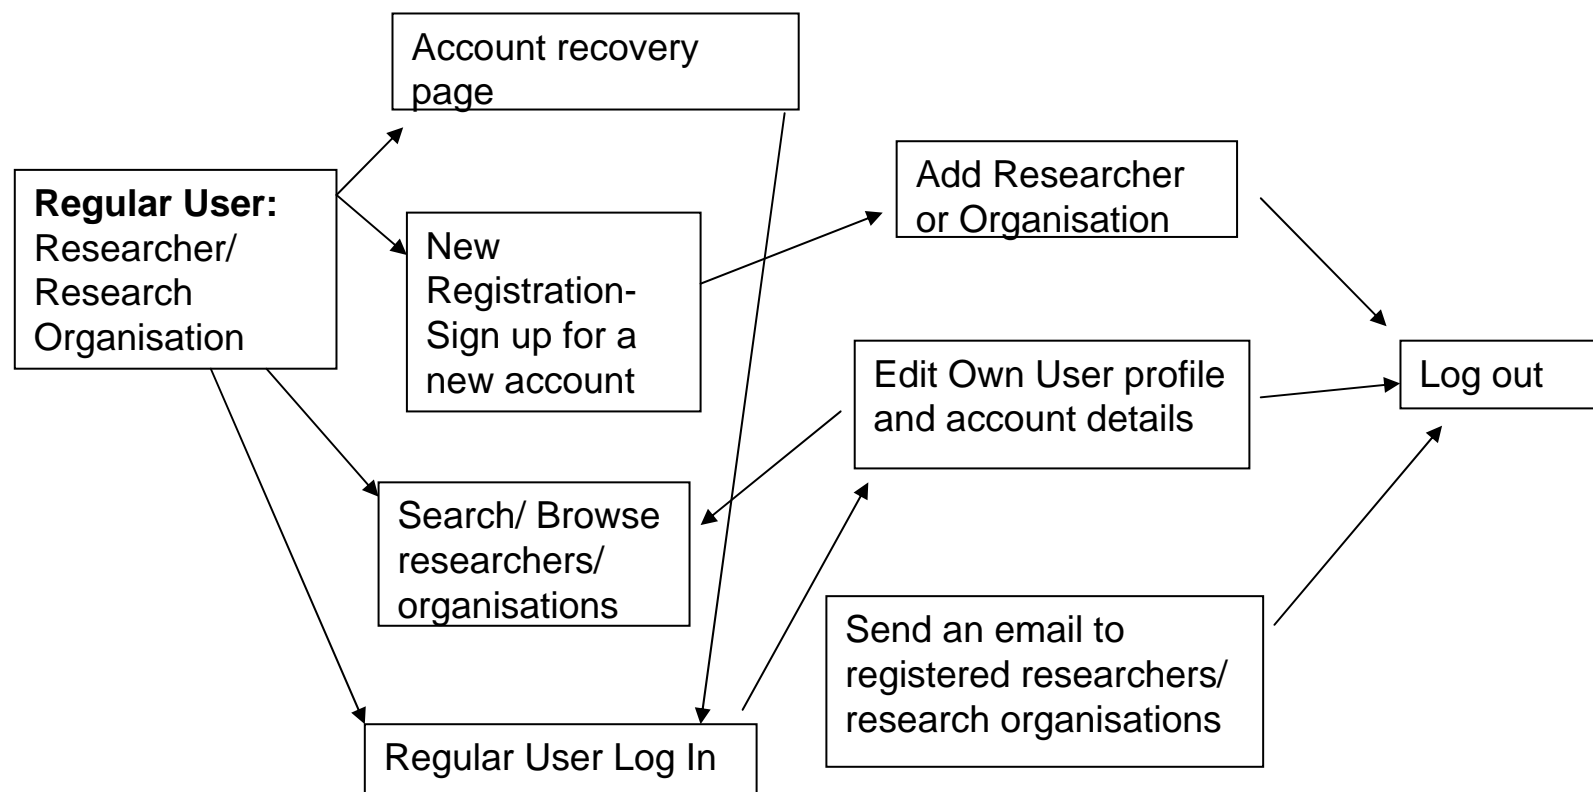 Account recovery
page
Regular User:
Researcher/
Research
Organisation
New
Registration-
Sign up for a
new account
Add Researcher
or Organisation
Edit Own User profile
and account details
Log out
Search/ Browse
researchers/
organisations
Send an email to
registered researchers/
research organisations
Regular User Log In